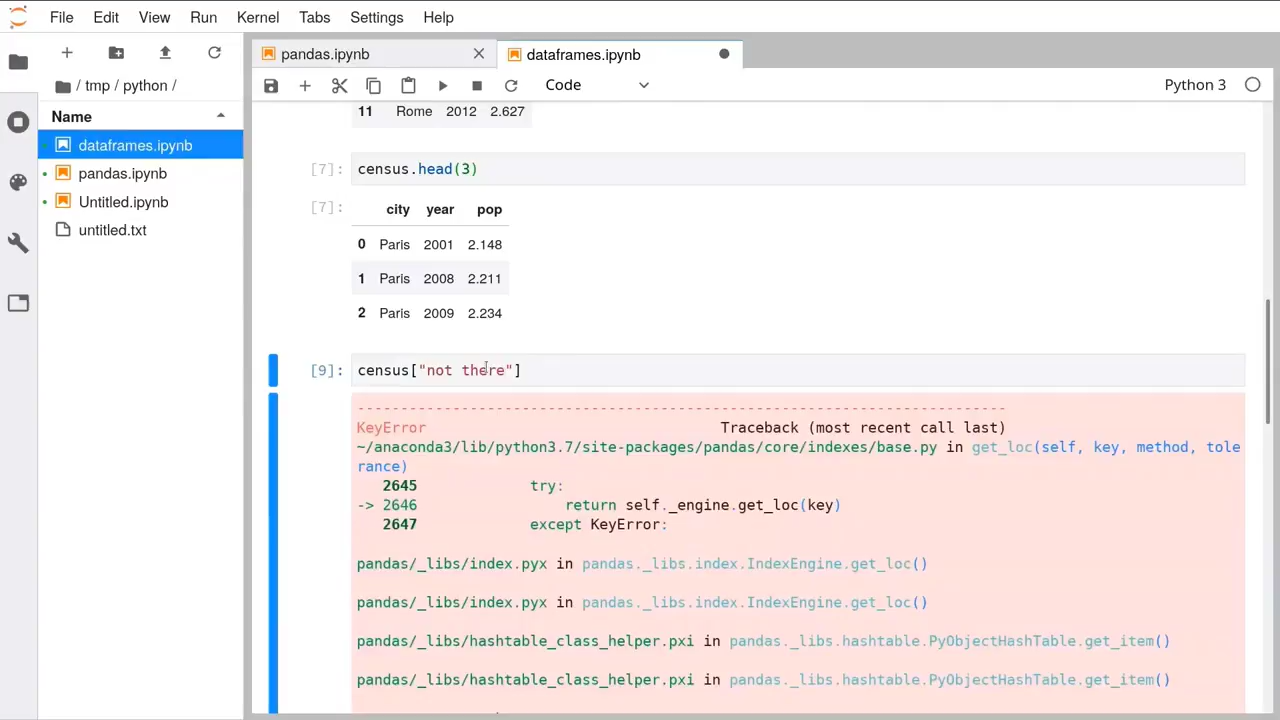 File Edit View Run Kernel Tabs Settings Help
pandas.ipynb
dataframes.ipynb
/ tmp / python /
Code
Python 3
Name
dataframes.ipynb
pandas.ipynb
Untitled.ipynb
untitled.txt
11 Rome 2012 2.627
[7]: census.head(3)
[7]:
city year pop
0 Paris 2001 2.148
1 Paris 2008 2.211
2 Paris 2009 2.234
[9]: census["not there"]
---------------------------------------------------------------------------
KeyError Traceback (most recent call last)
~/anaconda3/lib/python3.7/site-packages/pandas/core/indexes/base.py in get_loc(self, key, method, tole
rance)
2645 try:
-> 2646 return self._engine.get_loc(key)
2647 except KeyError:
pandas/_libs/index.pyx in pandas._libs.index.IndexEngine.get_loc()
pandas/_libs/index.pyx in pandas._libs.index.IndexEngine.get_loc()
pandas/_libs/hashtable_class_helper.pxi in pandas._libs.hashtable.PyObjectHashTable.get_item()
pandas/_libs/hashtable_class_helper.pxi in pandas._libs.hashtable.PyObjectHashTable.get_item()